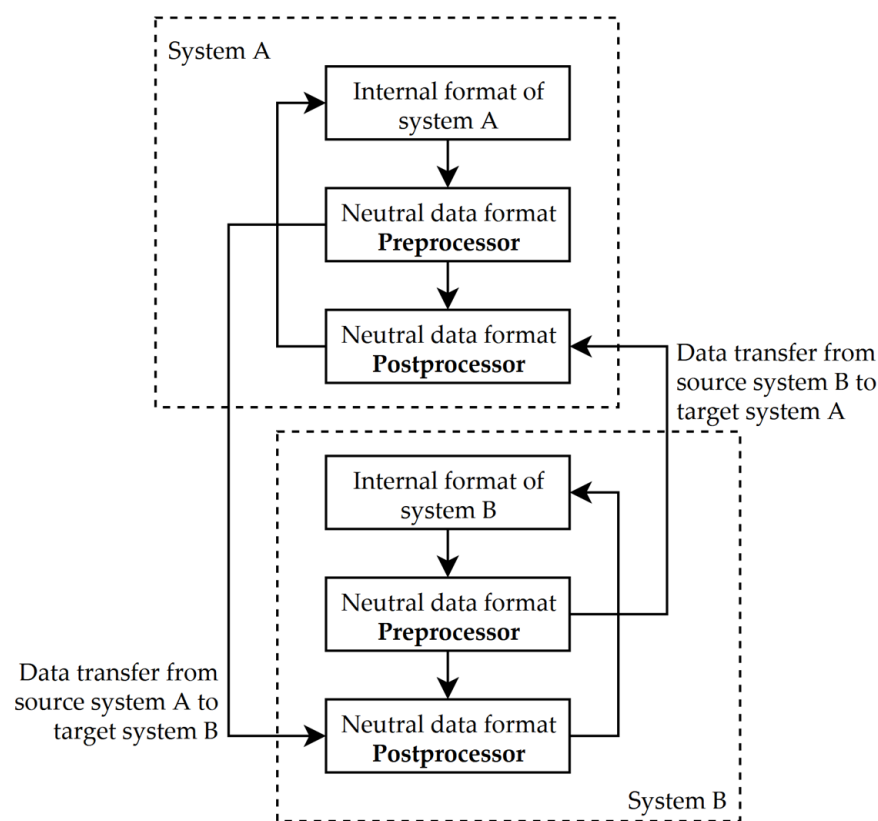 System A
Internal format of
system A
Neutral data format
Preprocessor
Neutral data format
Postprocessor
Data transfer from
source system B to
target system A
Internal format of
system B
Neutral data format
Preprocessor
Data transfer from
source system A to
target system B
Neutral data format
Postprocessor
System B